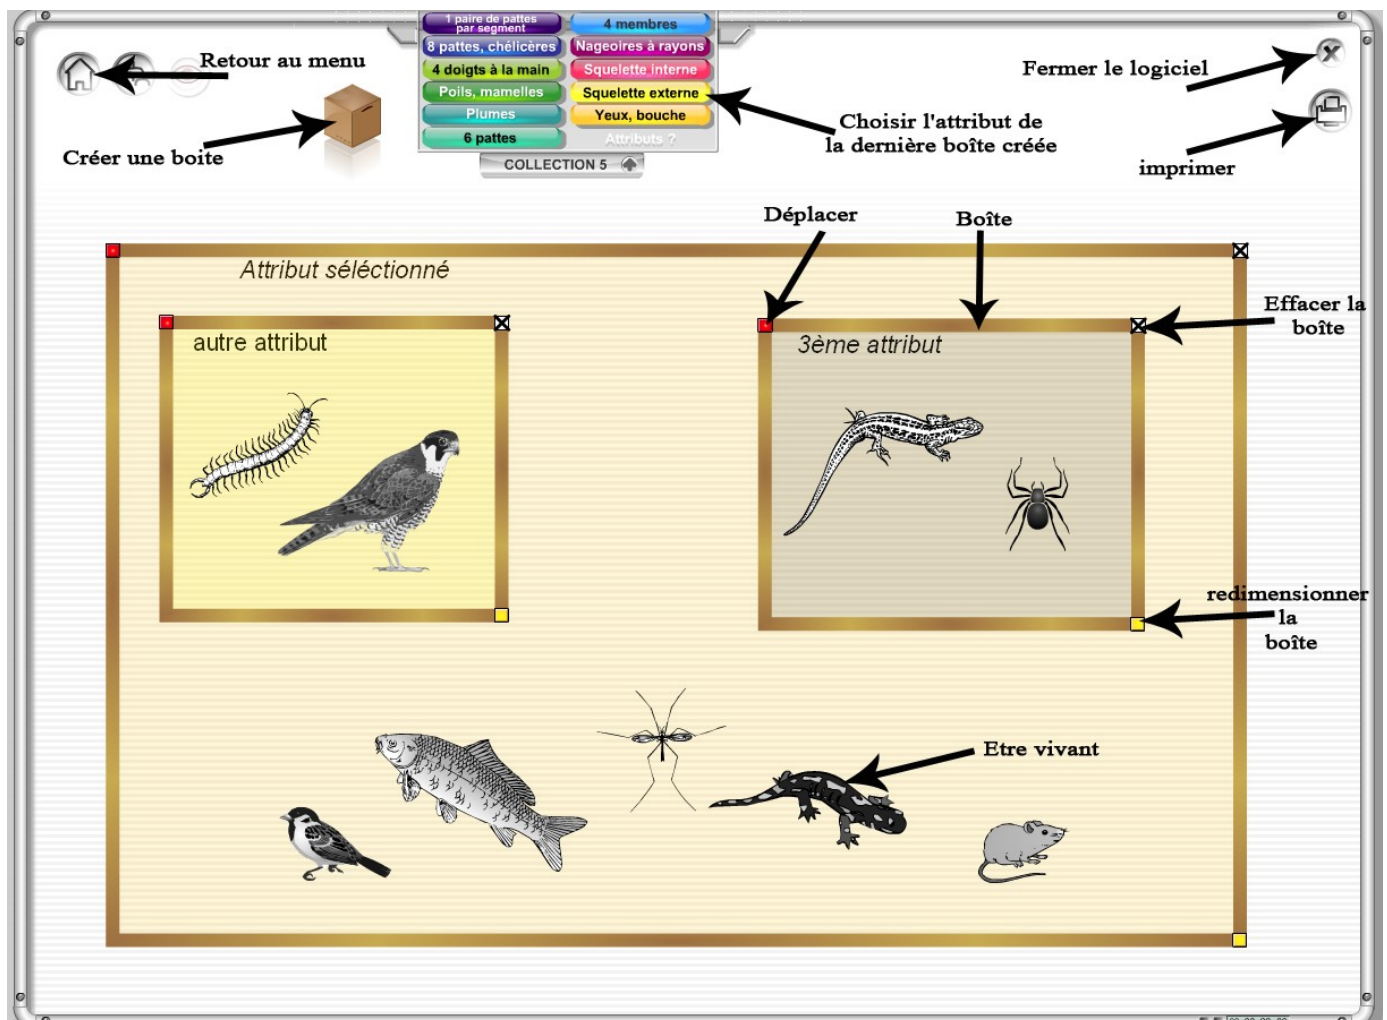 1 paire de pattes
par segment
4 membres
8 pattes, chélicères
Nageoires à rayons
4 doigts à la main
Squelette interne
Poils, mamelles
Squelette externe
Plumes
Yeux, bouche
6 pattes
Attributs ?
COLLECTION 5
Retour au menu
Créer une boite
Choisir l'attribut de
la dernière boîte créée
Fermer le logiciel
imprimer
Déplacer
Boîte
Attribut séléctionné
autre attribut
3ème attribut
Effacer la
boîte
redimensionner
la
boîte
Etre vivant